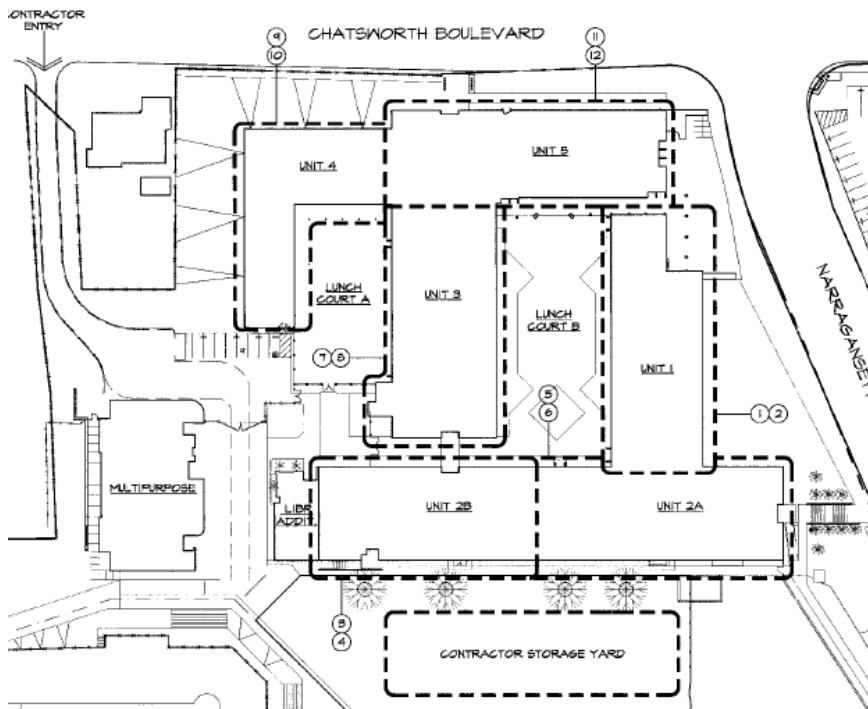 CONTRACTOR
ENTRY
CHATSWORTH BOULEVARD
9
10
11
12
UNIT 4
UNIT 5
LUNCH
COURT A
UNIT 3
LUNCH
COURT B
UNIT 1
NARRAGANSETT
7 8
5
6
1 2
MULTIPURPOSE
LIBR
ADDIT.
UNIT 2B
UNIT 2A
3
4
CONTRACTOR STORAGE YARD